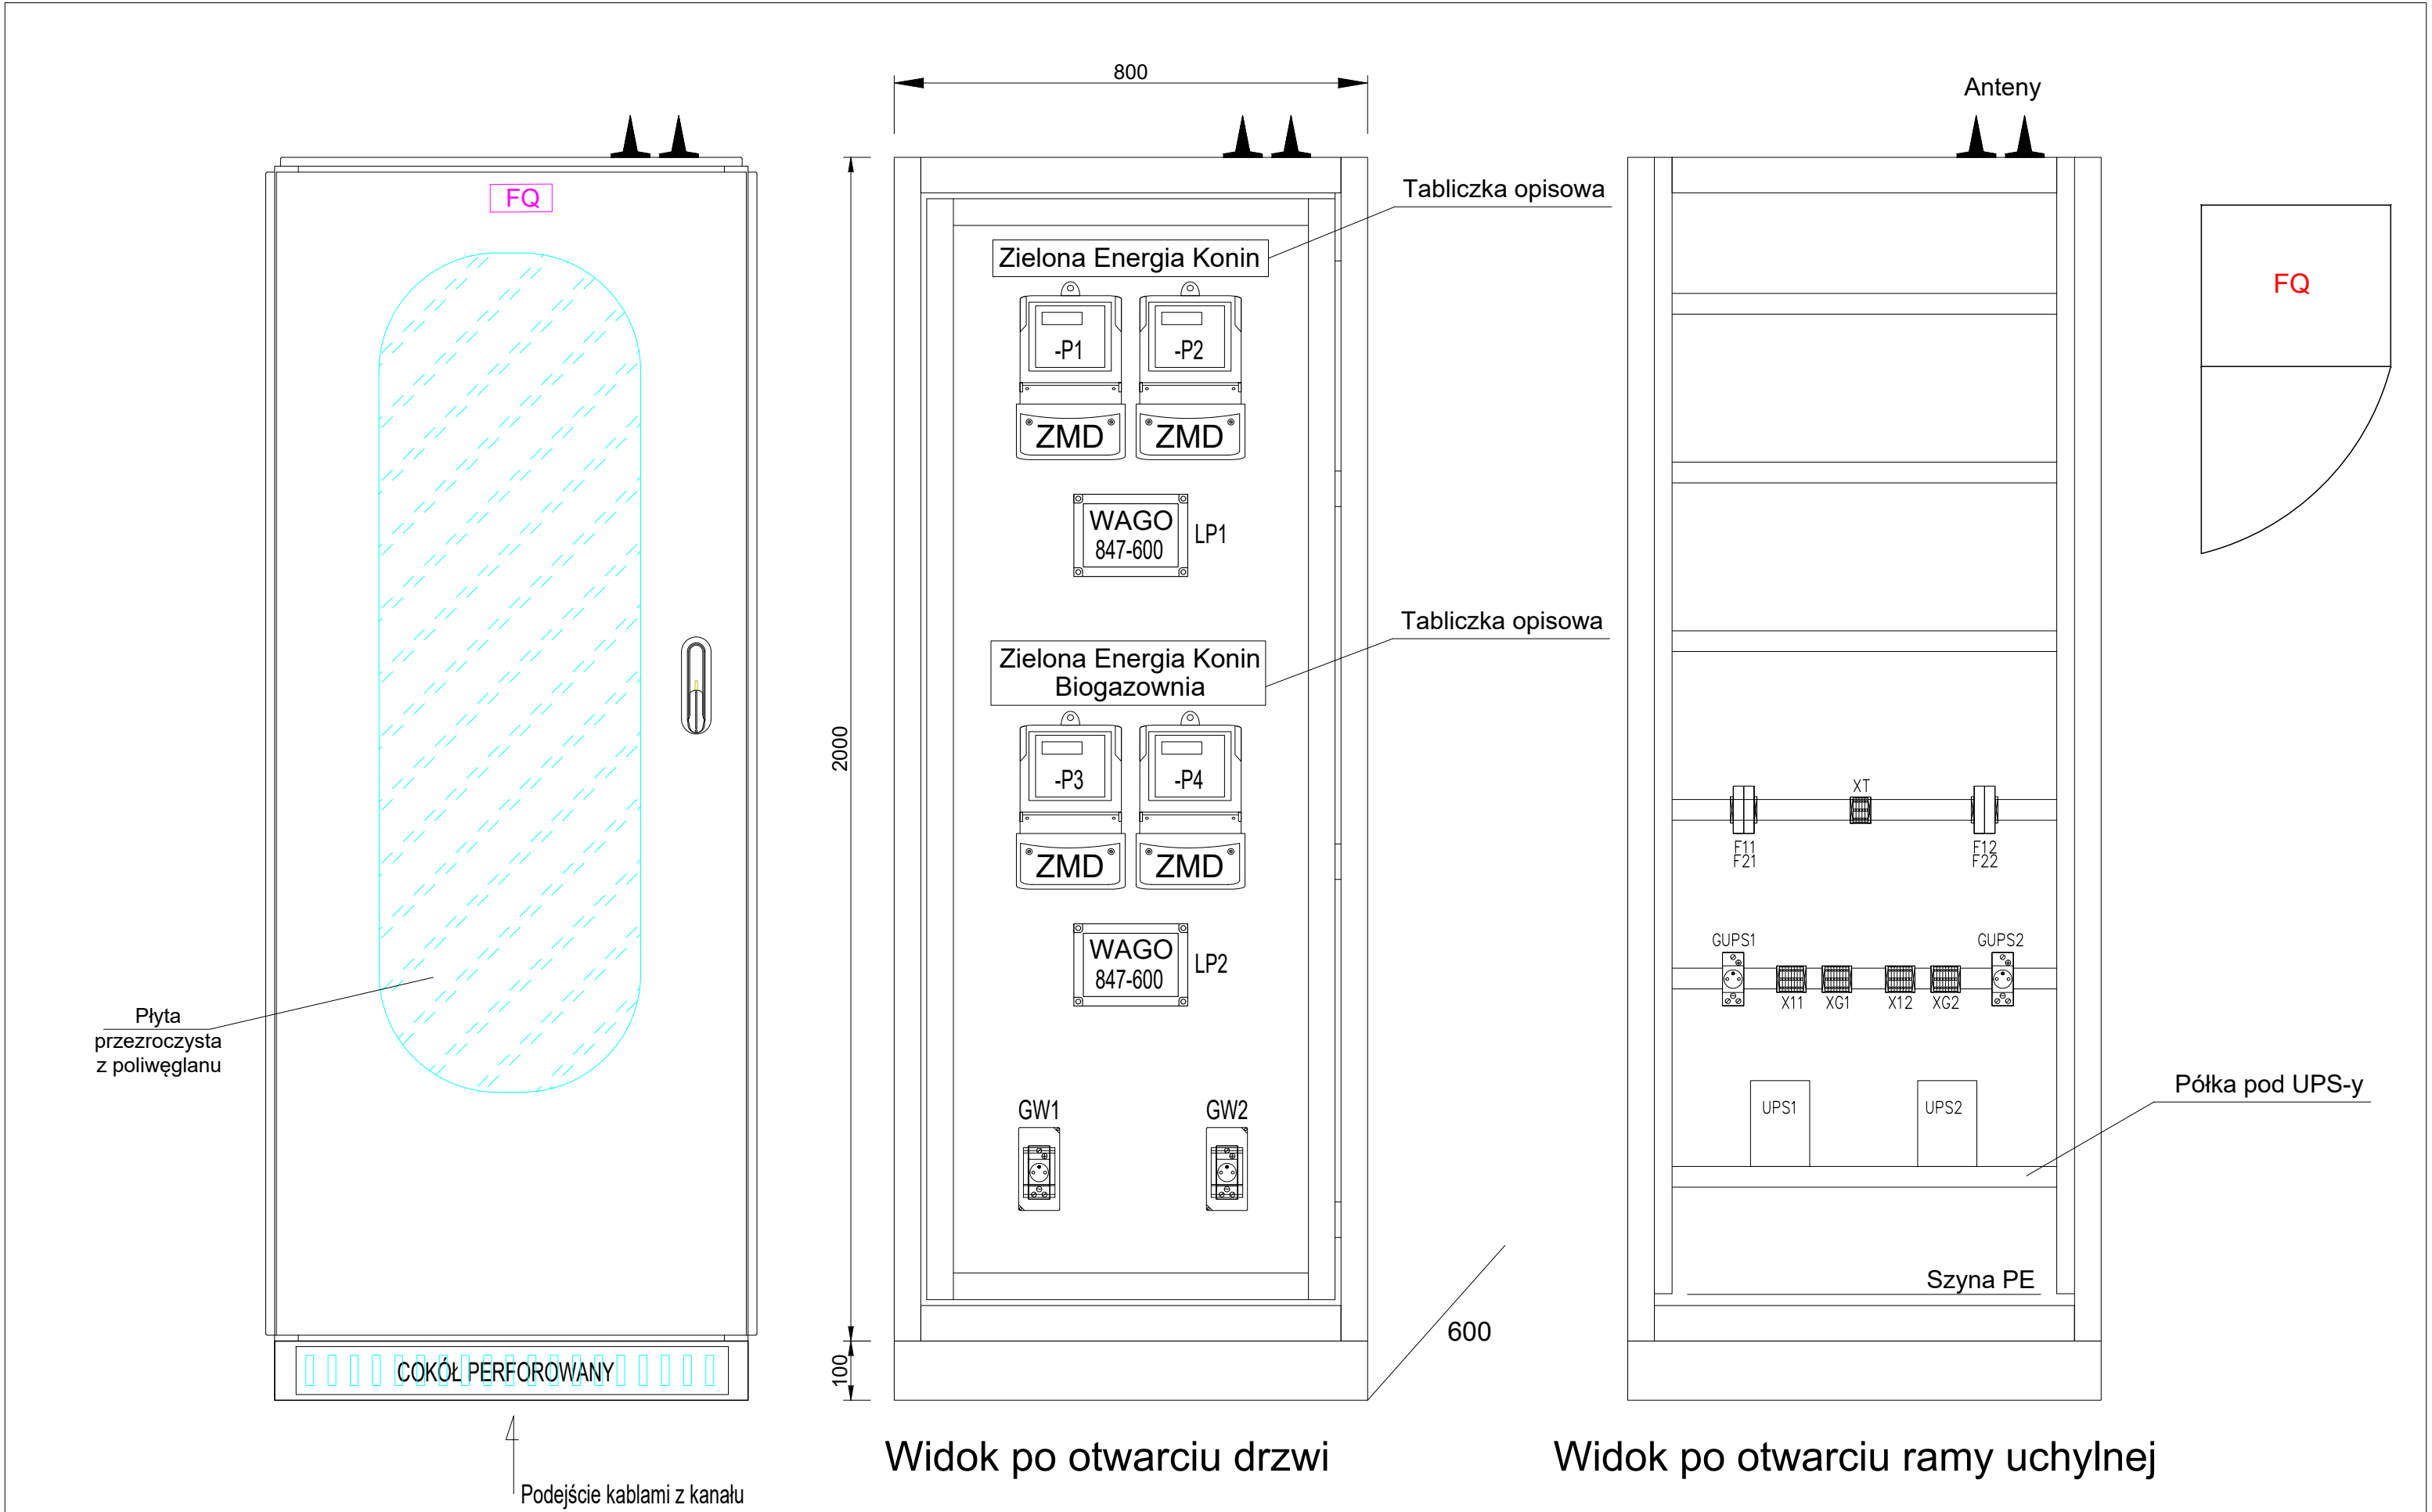 FQ
Płyta
przezroczysta
z poliwęglanu
COKÓŁ PERFOROWANY
Podejście kablami z kanału
800
2000
100
600
Tabliczka opisowa
Zielona Energia Konin
-P1
-P2
ZMD
ZMD
WAGO
847-600
LP1
Tabliczka opisowa
Zielona Energia Konin
Biogazownia
-P3
-P4
ZMD
ZMD
WAGO
847-600
LP2
GW1
GW2
Widok po otwarciu drzwi
Anteny
XT
F11
F21
F12
F22
GUPS1
GUPS2
X11
XG1
X12
XG2
UPS1
UPS2
Półka pod UPS-y
Szyna PE
Widok po otwarciu ramy uchylnej
FQ